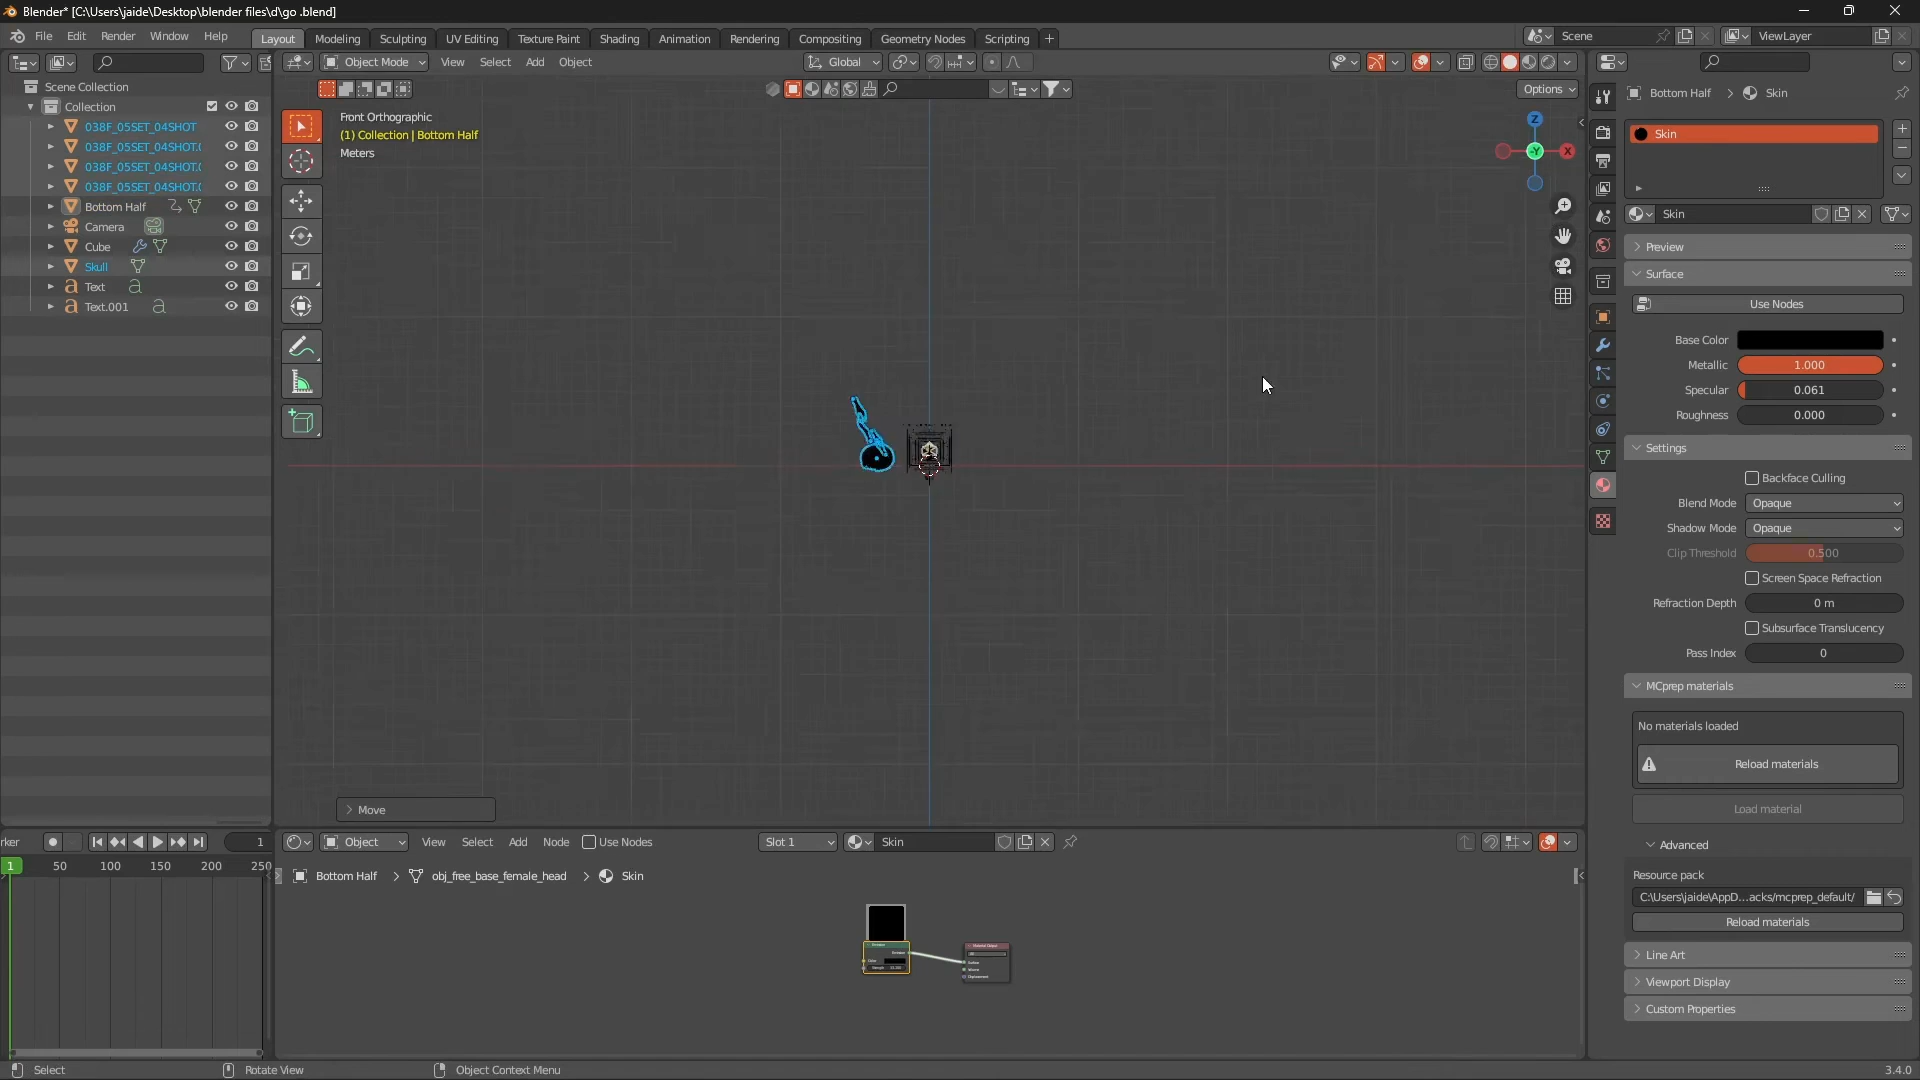 Blender* [C:\Users\jaide\Desktop\blender files\d\go .blend]
File Edit Render Window Help
Layout Modeling Sculpting UV Editing Texture Paint Shading Animation Rendering Compositing Geometry Nodes Scripting +
Scene ViewLayer
Object Mode View Select Add Object
Global
Options
Scene Collection
Collection
038F_05SET_04SHOT
038F_05SET_04SHOT.(
038F_05SET_04SHOT.(
038F_05SET_04SHOT.(
Bottom Half
Camera
Cube
Skull
Text
Text.001
Front Orthographic
(1) Collection | Bottom Half
Meters
Z
-Y
X
Move
Bottom Half > Skin
Skin
Skin
Preview
Surface
Use Nodes
Base Color
Metallic 1.000
Specular 0.061
Roughness 0.000
Settings
Backface Culling
Blend Mode Opaque
Shadow Mode Opaque
Clip Threshold 0.500
Screen Space Refraction
Refraction Depth 0 m
Subsurface Translucency
Pass Index 0
MCprep materials
No materials loaded
Reload materials
Load material
Advanced
Resource pack
C:\Users\jaide\AppD...acks/mcprep_default/
Reload materials
Line Art
Viewport Display
Custom Properties
rker 1
1 50 100 150 200 250
Object View Select Add Node Use Nodes Slot 1 Skin
Bottom Half > obj_free_base_female_head > Skin
Select Rotate View Object Context Menu 3.4.0